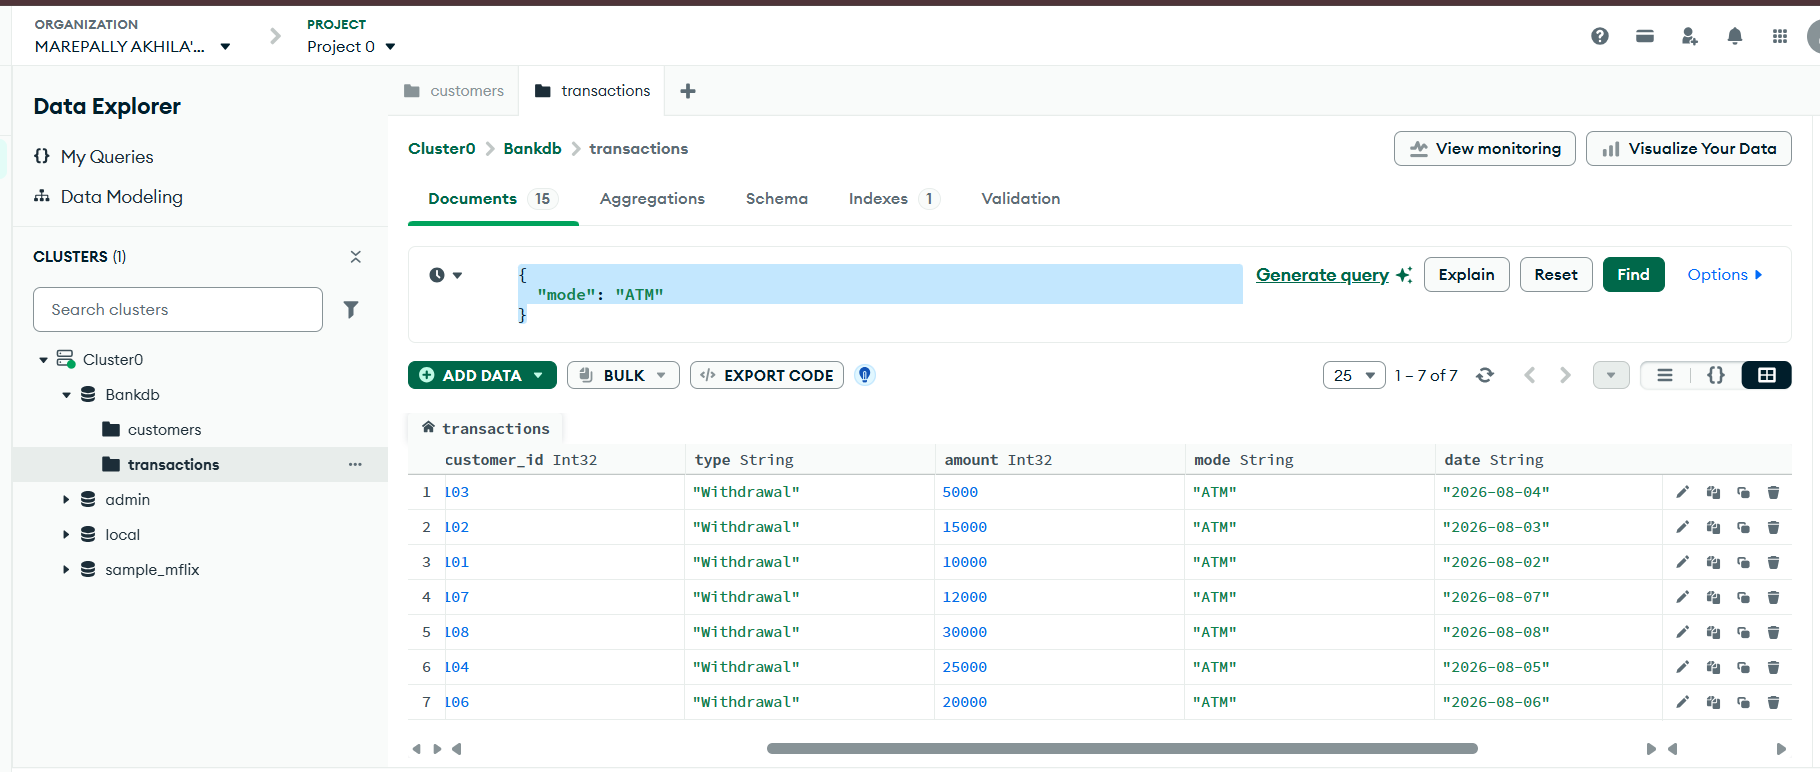 ORGANIZATION
MAREPALLY AKHILA'...
PROJECT
Project 0
Data Explorer
My Queries
Data Modeling
CLUSTERS (1)
Search clusters
Cluster0
Bankdb
customers
transactions
admin
local
sample_mflix
customers
transactions
Cluster0 Bankdb transactions
View monitoring
Visualize Your Data
Documents 15 Aggregations Schema Indexes 1 Validation
{
"mode": "ATM"
}
Generate query
Explain
Reset
Find
Options
ADD DATA
BULK
EXPORT CODE
25
1 – 7 of 7
transactions
customer_id Int32 type String amount Int32 mode String date String
1 103 "Withdrawal" 5000 "ATM" "2026-08-04"
2 102 "Withdrawal" 15000 "ATM" "2026-08-03"
3 101 "Withdrawal" 10000 "ATM" "2026-08-02"
4 107 "Withdrawal" 12000 "ATM" "2026-08-07"
5 108 "Withdrawal" 30000 "ATM" "2026-08-08"
6 104 "Withdrawal" 25000 "ATM" "2026-08-05"
7 106 "Withdrawal" 20000 "ATM" "2026-08-06"